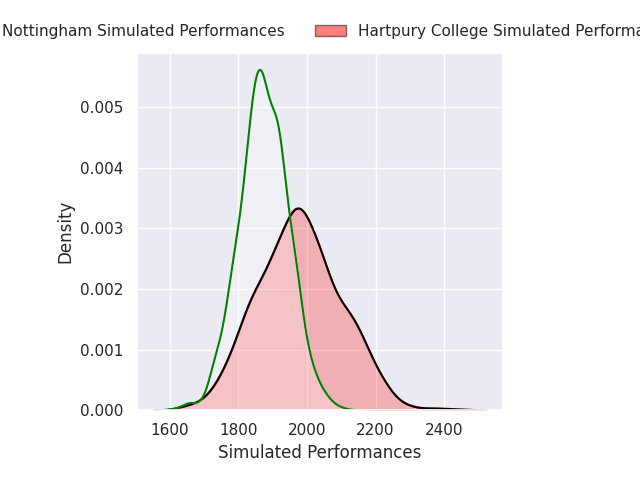 Nottingham Simulated Performances
Hartpury College Simulated
Density
0.005
0.004
0.003
0.002
0.001
0.000
1600 1800 2000 2200 2400
Simulated Performances